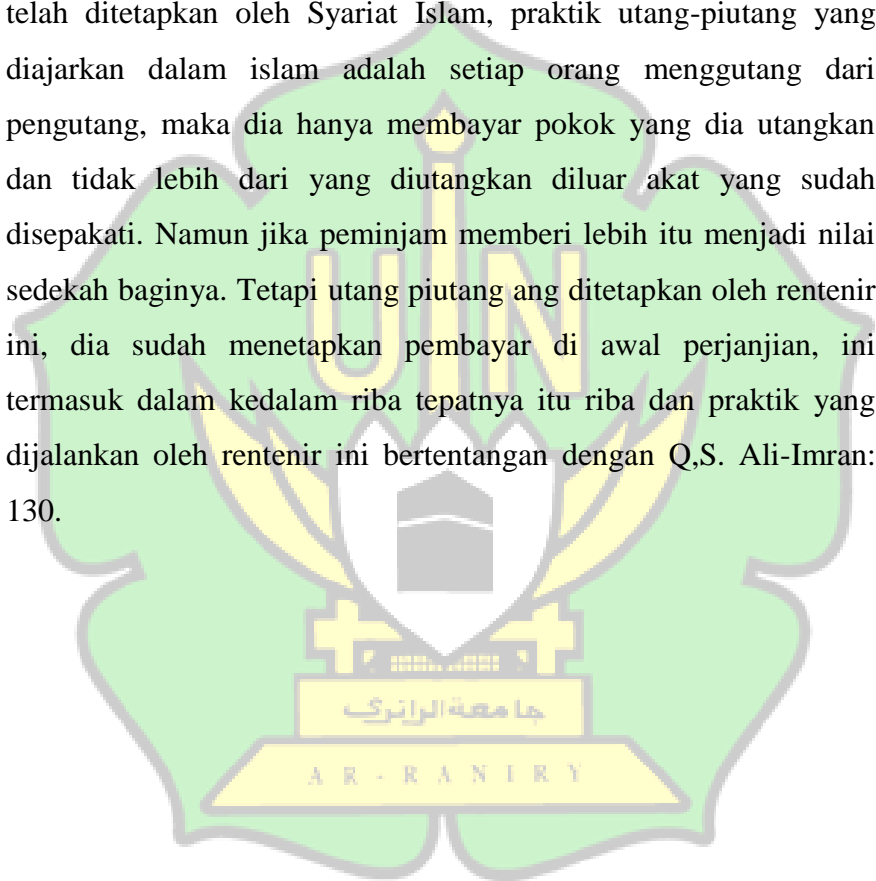 telah ditetapkan oleh Syariat Islam, praktik utang-piutang yang
diajarkan dalam islam adalah setiap orang menggutang dari
pengutang, maka dia hanya membayar pokok yang dia utangkan
dan tidak lebih dari yang diutangkan diluar akat yang sudah
disepakati. Namun jika peminjam memberi lebih itu menjadi nilai
sedekah baginya. Tetapi utang piutang ang ditetapkan oleh rentenir
ini, dia sudah menetapkan pembayar di awal perjanjian, ini
termasuk dalam kedalam riba tepatnya itu riba dan praktik yang
dijalankan oleh rentenir ini bertentangan dengan Q,S. Ali-Imran:
130.
UIN
جامعة الرانري
AR-RANIRY